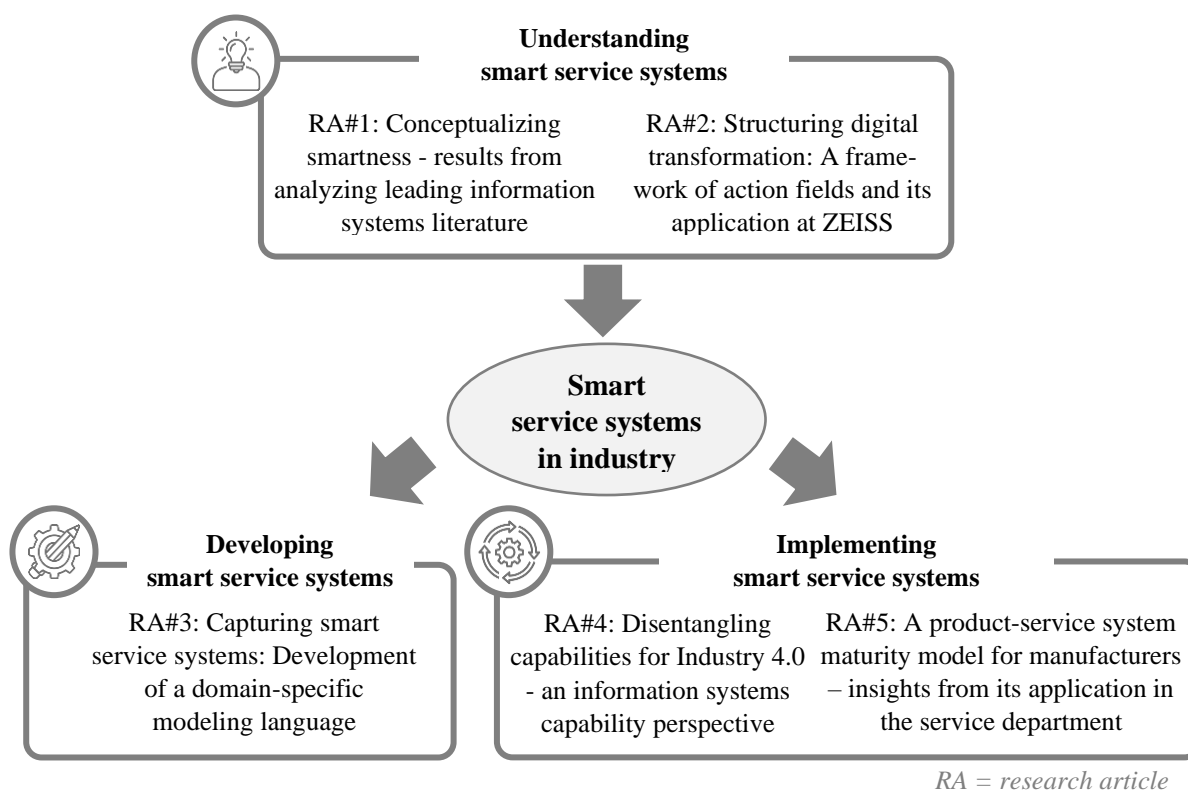 Understanding
smart service systems
RA#1: Conceptualizing
smartness - results from
analyzing leading information
systems literature
RA#2: Structuring digital
transformation: A frame-
work of action fields and its
application at ZEISS
Smart
service systems
in industry
Developing
smart service systems
RA#3: Capturing smart
service systems: Development
of a domain-specific
modeling language
Implementing
smart service systems
RA#4: Disentangling
capabilities for Industry 4.0
- an information systems
capability perspective
RA#5: A product-service system
maturity model for manufacturers
– insights from its application in
the service department
RA = research article